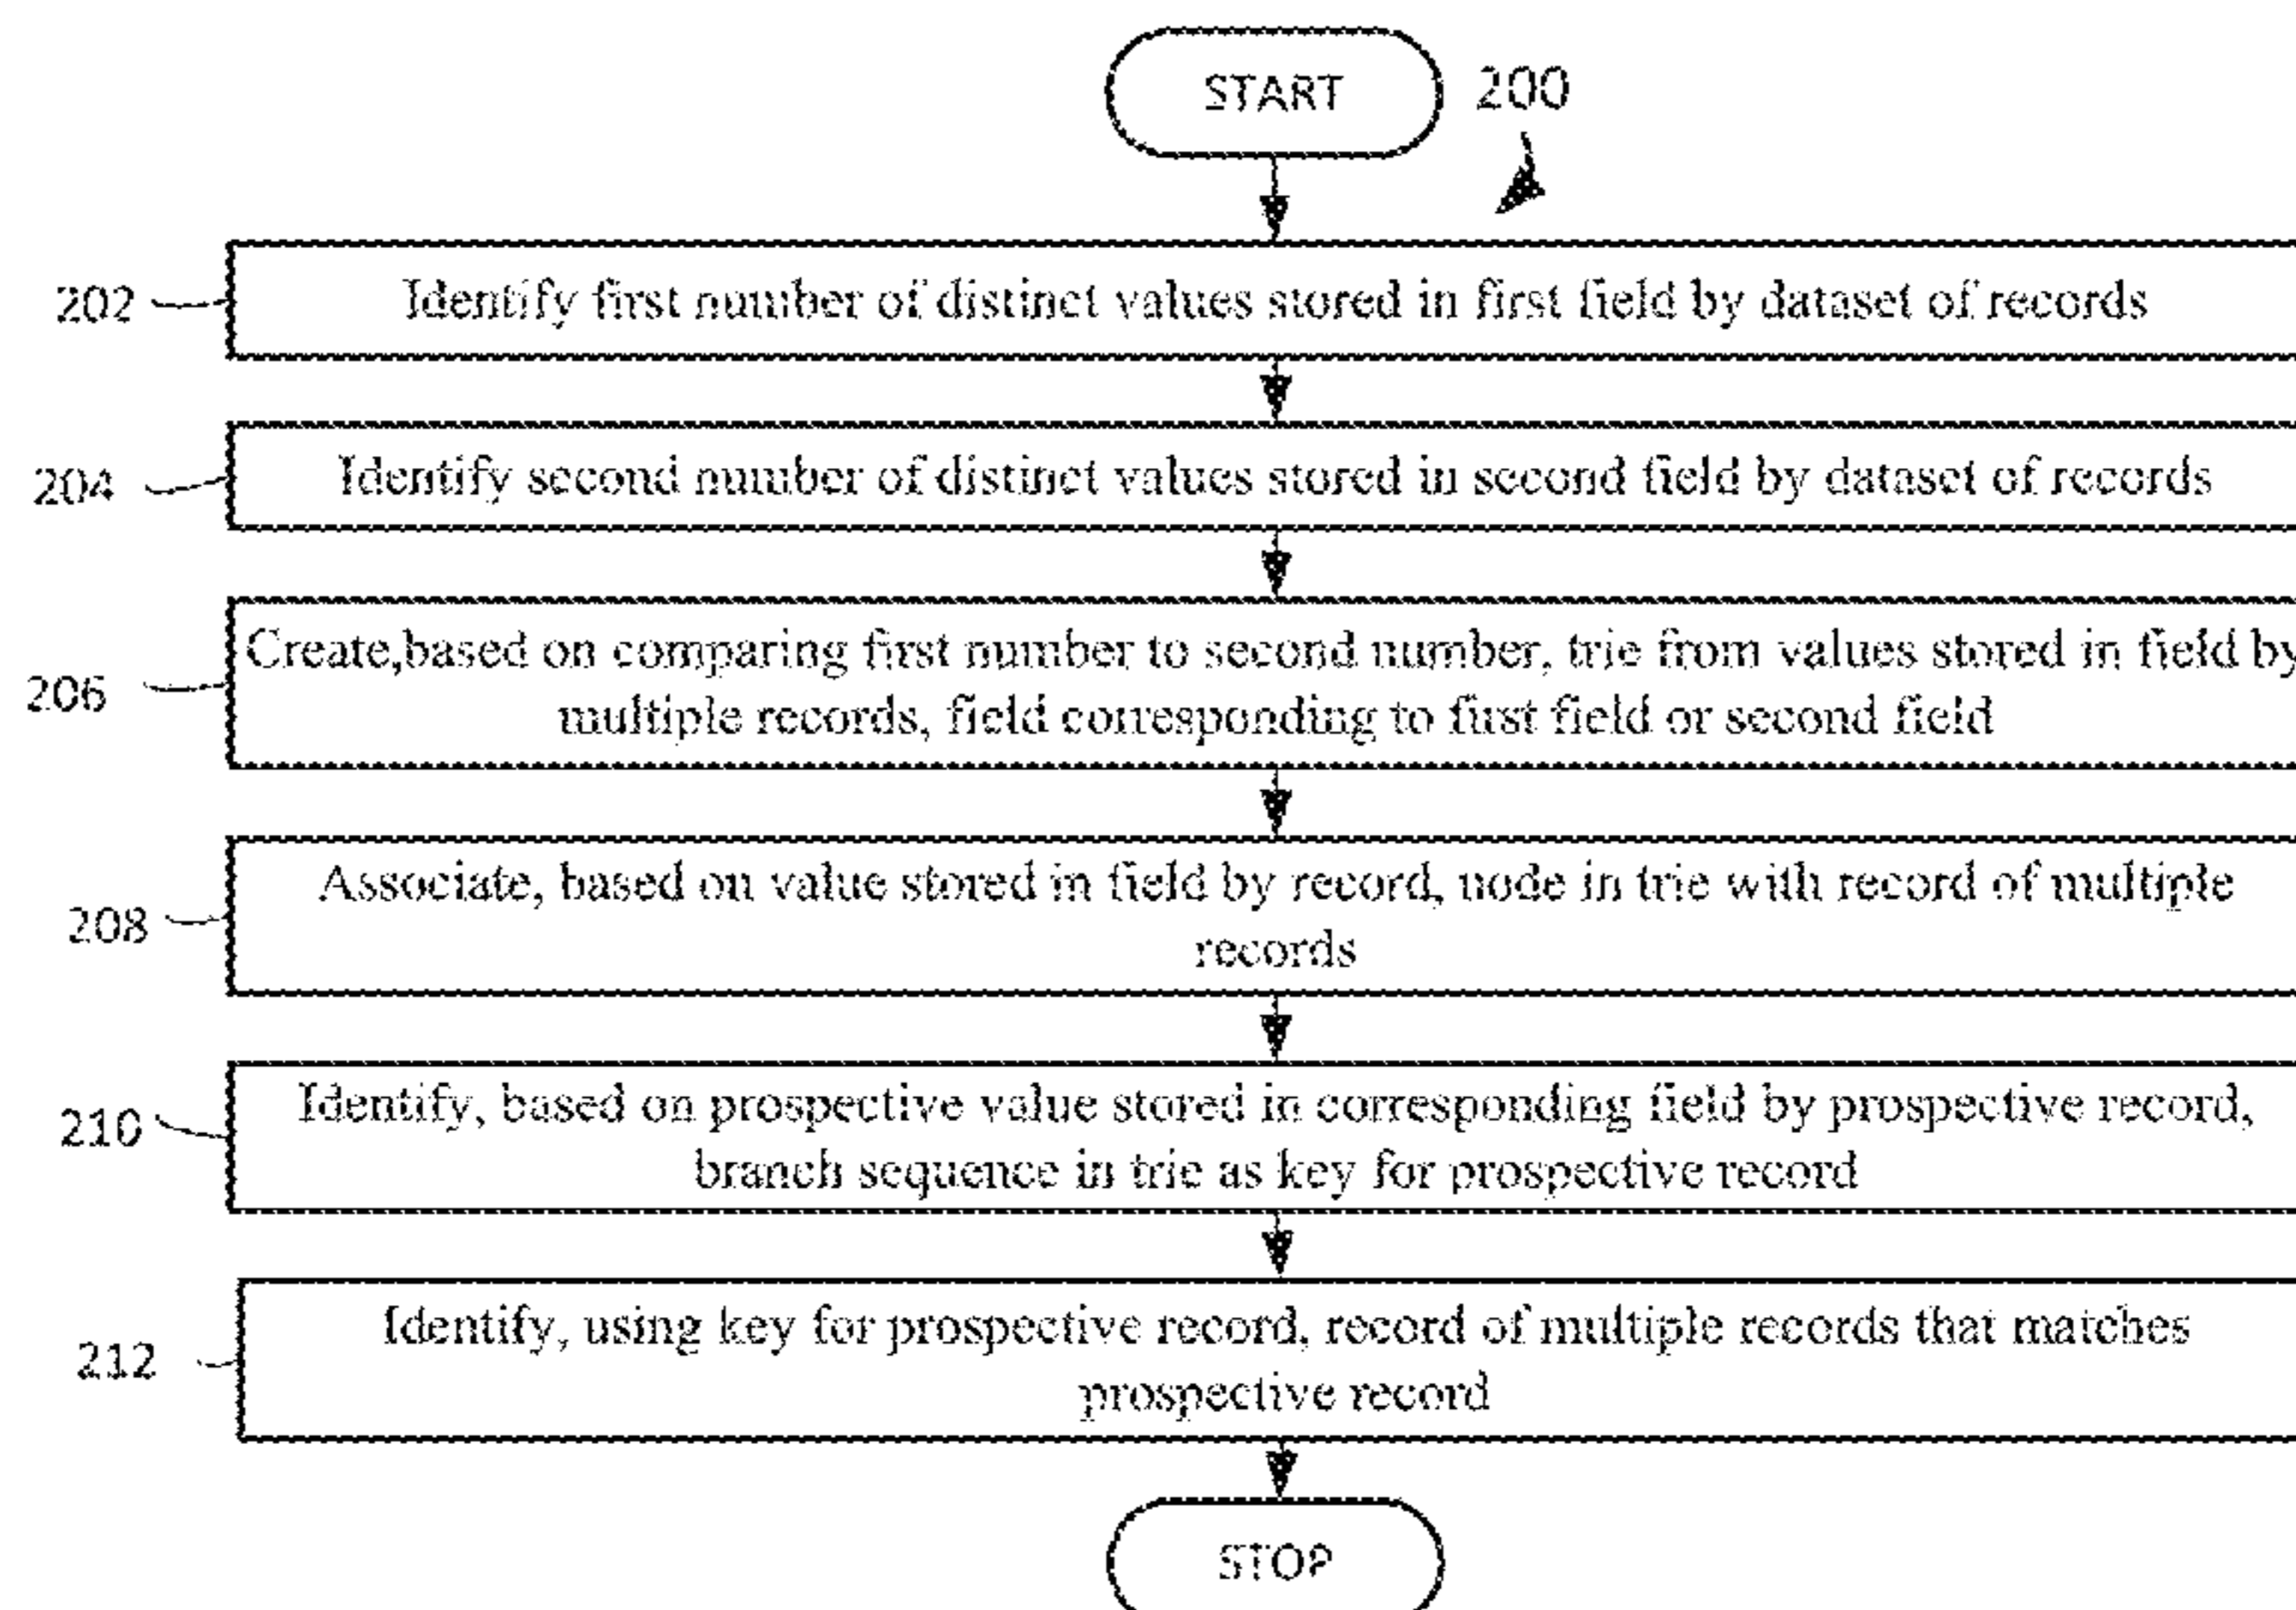 START
200
202
Identify first number of distinct values stored in first field by dataset of records
204
Identify second number of distinct values stored in second field by dataset of records
206
Create,based on comparing first number to second number, trie from values stored in field by
multiple records, field corresponding to first field or second field
208
Associate, based on value stored in field by record, node in trie with record of multiple
records
210
Identify, based on prospective value stored in corresponding field by prospective record,
branch sequence in trie as key for prospective record
212
Identify, using key for prospective record, record of multiple records that matches
prospective record
STOP